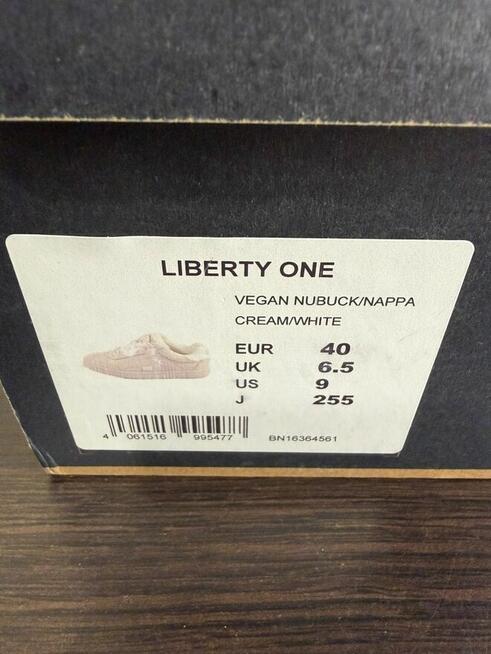 LIBERTY ONE
VEGAN NUBUCK/NAPPA
CREAM/WHITE
EUR 40
UK 6.5
US 9
J 255
4 061516 995477
BN16364561